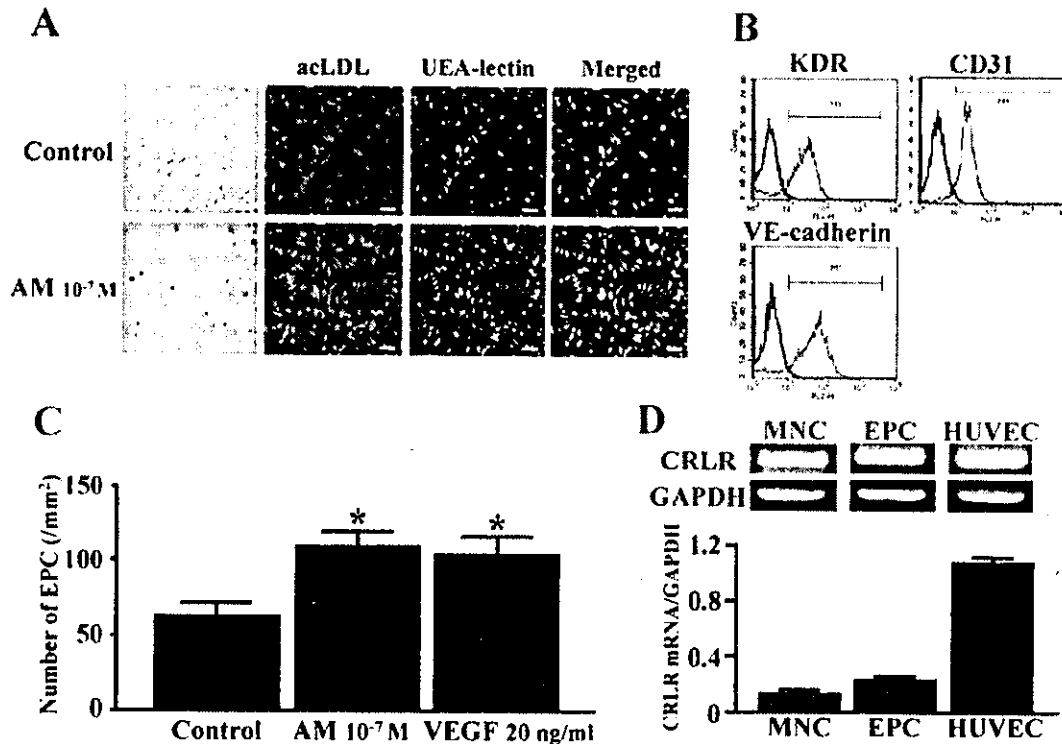 A
acLDL UEA-lectin Merged
Control
AM 10⁻⁷M
B
KDR CD31
VE-cadherin
C
Number of EPC (/mm²)
150
100
50
0
Control AM 10⁻⁷M VEGF 20 ng/ml
* *
D
MNC EPC HUVEC
CRLR
GAPDH
CRLR mRNA/GAPDH
1.2
0.8
0.4
0
MNC EPC HUVEC